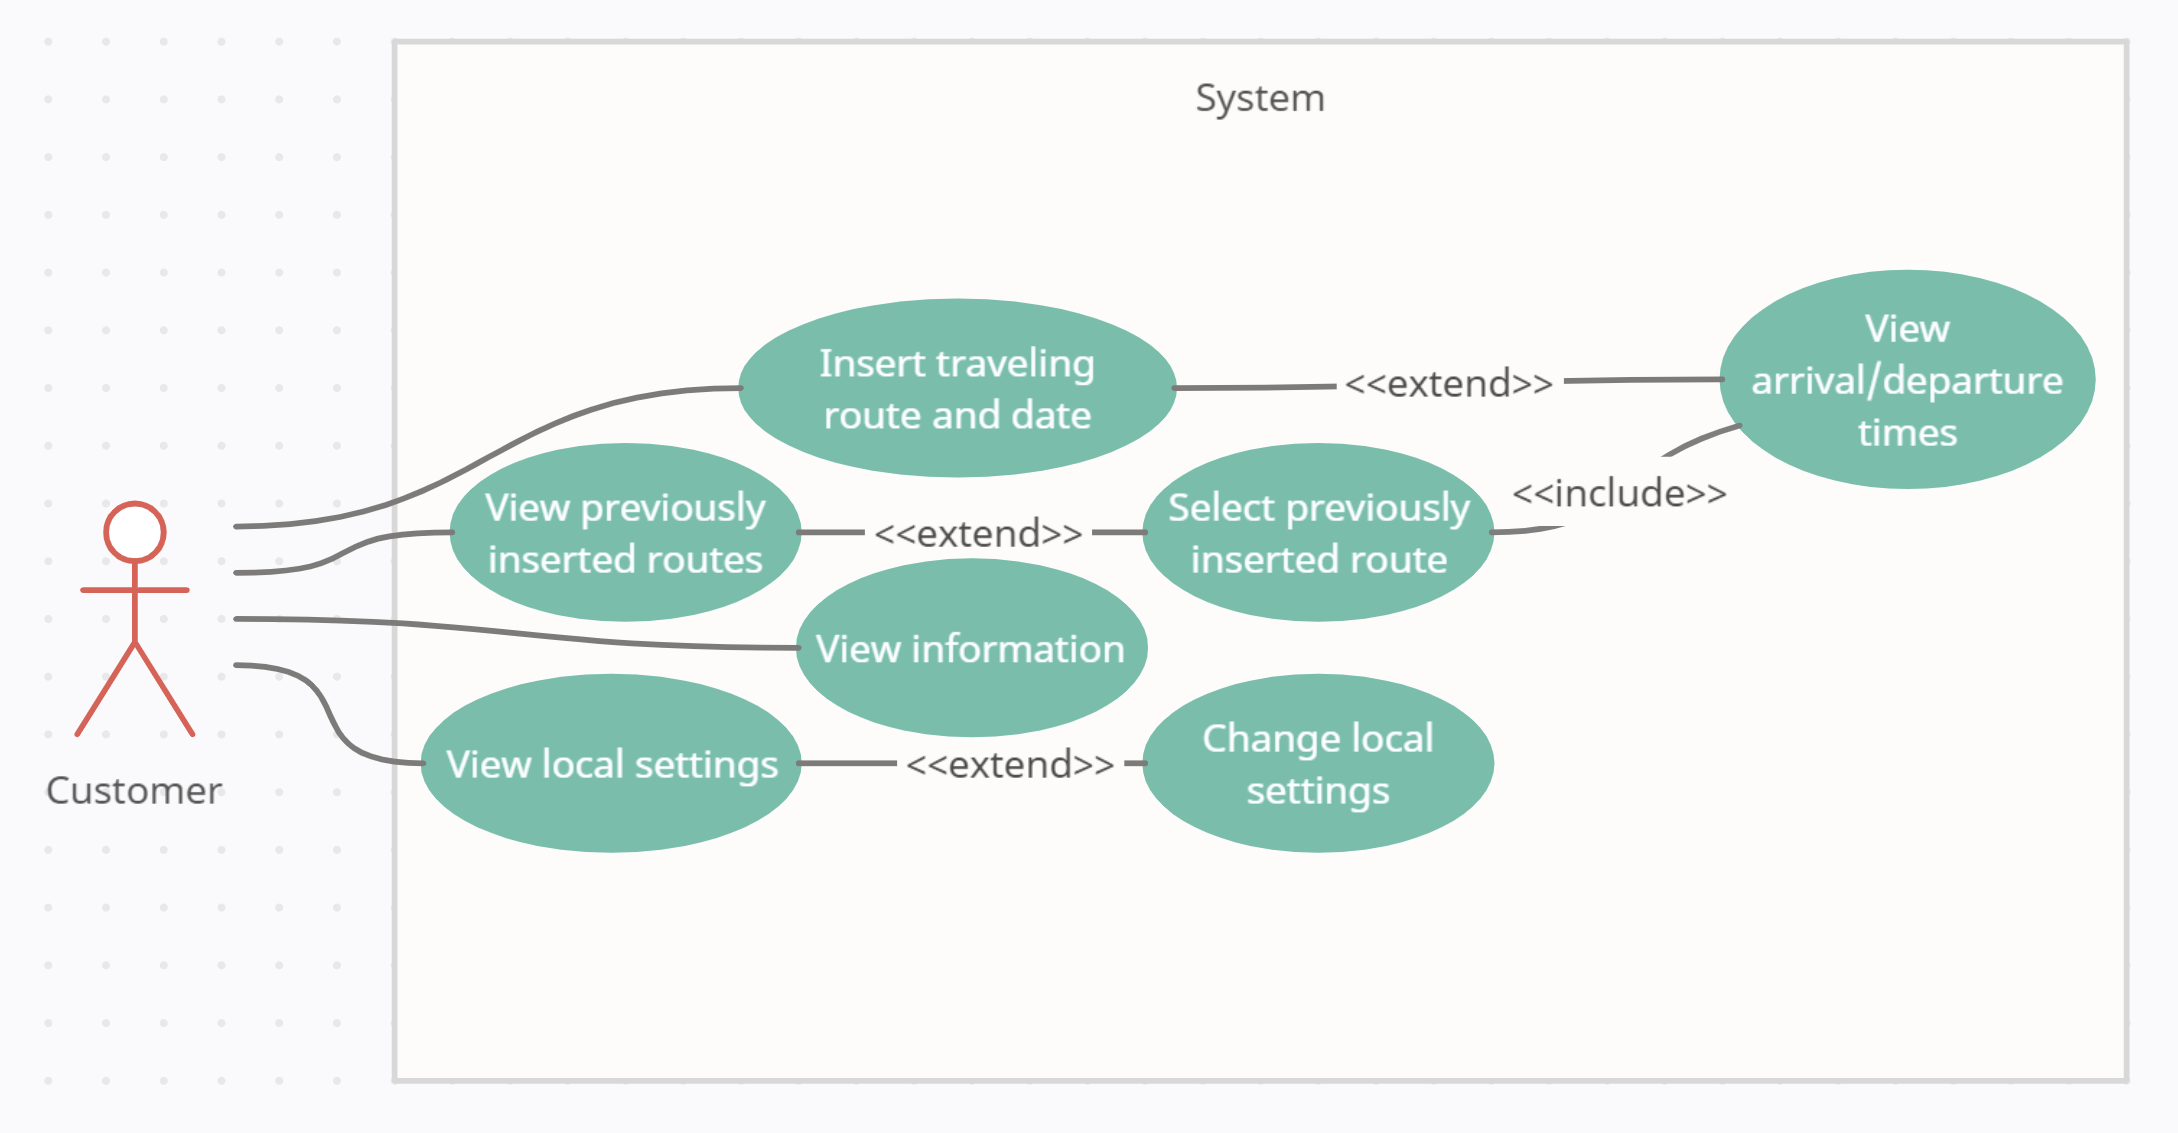 System
Insert traveling
route and date
<<extend>>
View
arrival/departure
times
View previously
inserted routes
<<extend>>
Select previously
inserted route
<<include>>
View information
View local settings
<<extend>>
Change local
settings
Customer